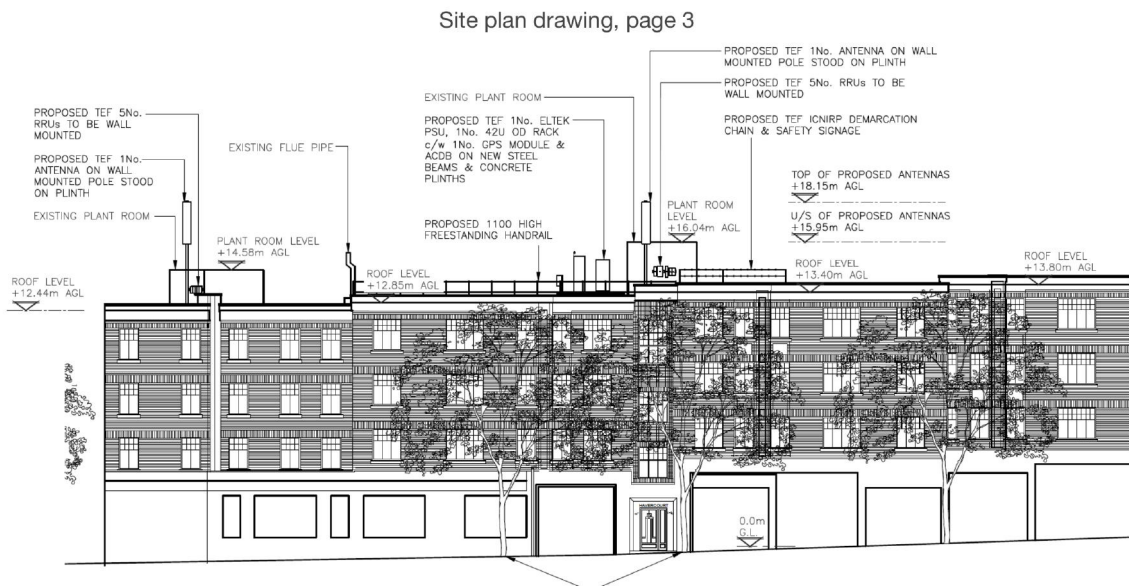 Site plan drawing, page 3
PROPOSED TEF 5No.
RRUs TO BE WALL
MOUNTED
PROPOSED TEF 1No.
ANTENNA ON WALL
MOUNTED POLE STOOD
ON PLINTH
EXISTING PLANT ROOM
EXISTING FLUE PIPE
PLANT ROOM LEVEL
+14.58m AGL
ROOF LEVEL
+12.44m AGL
ROOF LEVEL
+12.85m AGL
EXISTING PLANT ROOM
PROPOSED TEF 1No. ELTEK
PSU, 1No. 42U OD RACK
c/w 1No. GPS MODULE &
ACDB ON NEW STEEL
BEAMS & CONCRETE
PLINTHS
PROPOSED 1100 HIGH
FREESTANDING HANDRAIL
PROPOSED TEF 1No. ANTENNA ON WALL
MOUNTED POLE STOOD ON PLINTH
PROPOSED TEF 5No. RRUs TO BE
WALL MOUNTED
PROPOSED TEF ICNIRP DEMARCATION
CHAIN & SAFETY SIGNAGE
TOP OF PROPOSED ANTENNAS
+18.15m AGL
U/S OF PROPOSED ANTENNAS
+15.95m AGL
PLANT ROOM
LEVEL
+16.04m AGL
ROOF LEVEL
+13.40m AGL
ROOF LEVEL
+13.80m AGL
0.0m
G.L.